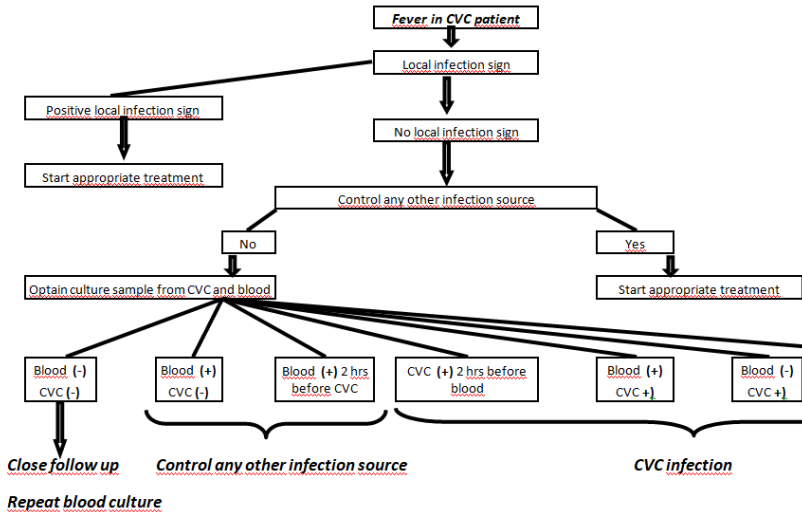 Fever in CVC patient
Local infection sign
Positive local infection sign
No local infection sign
Start appropriate treatment
Control any other infection source
No
Yes
Optain culture sample from CVC and blood
Start appropriate treatment
Blood (-)
CVC (-)
Blood (+)
CVC (-)
Blood (+) 2 hrs
before CVC
CVC (+) 2 hrs before
blood
Blood (+)
CVC +)
Blood (-)
CVC +)
Close follow up
Control any other infection source
CVC infection
Repeat blood culture